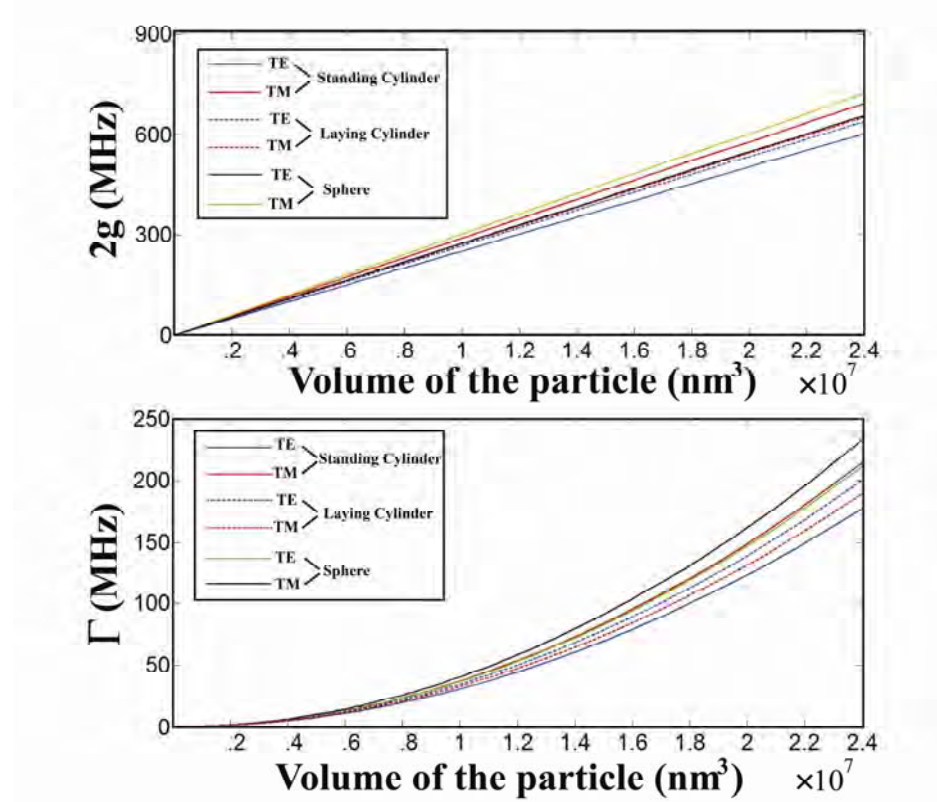 900
600
300
0
2g (MHz)
TE
Standing Cylinder
TM
TE
Laying Cylinder
TM
TE
Sphere
TM
.2 .4 .6 .8 1 1.2 1.4 1.6 1.8 2 2.2 2.4
Volume of the particle (nm³) ×10⁷
250
200
150
100
50
0
Γ (MHz)
TE
Standing Cylinder
TM
TE
Laying Cylinder
TM
TE
Sphere
TM
.2 .4 .6 .8 1 1.2 1.4 1.6 1.8 2 2.2 2.4
Volume of the particle (nm³) ×10⁷